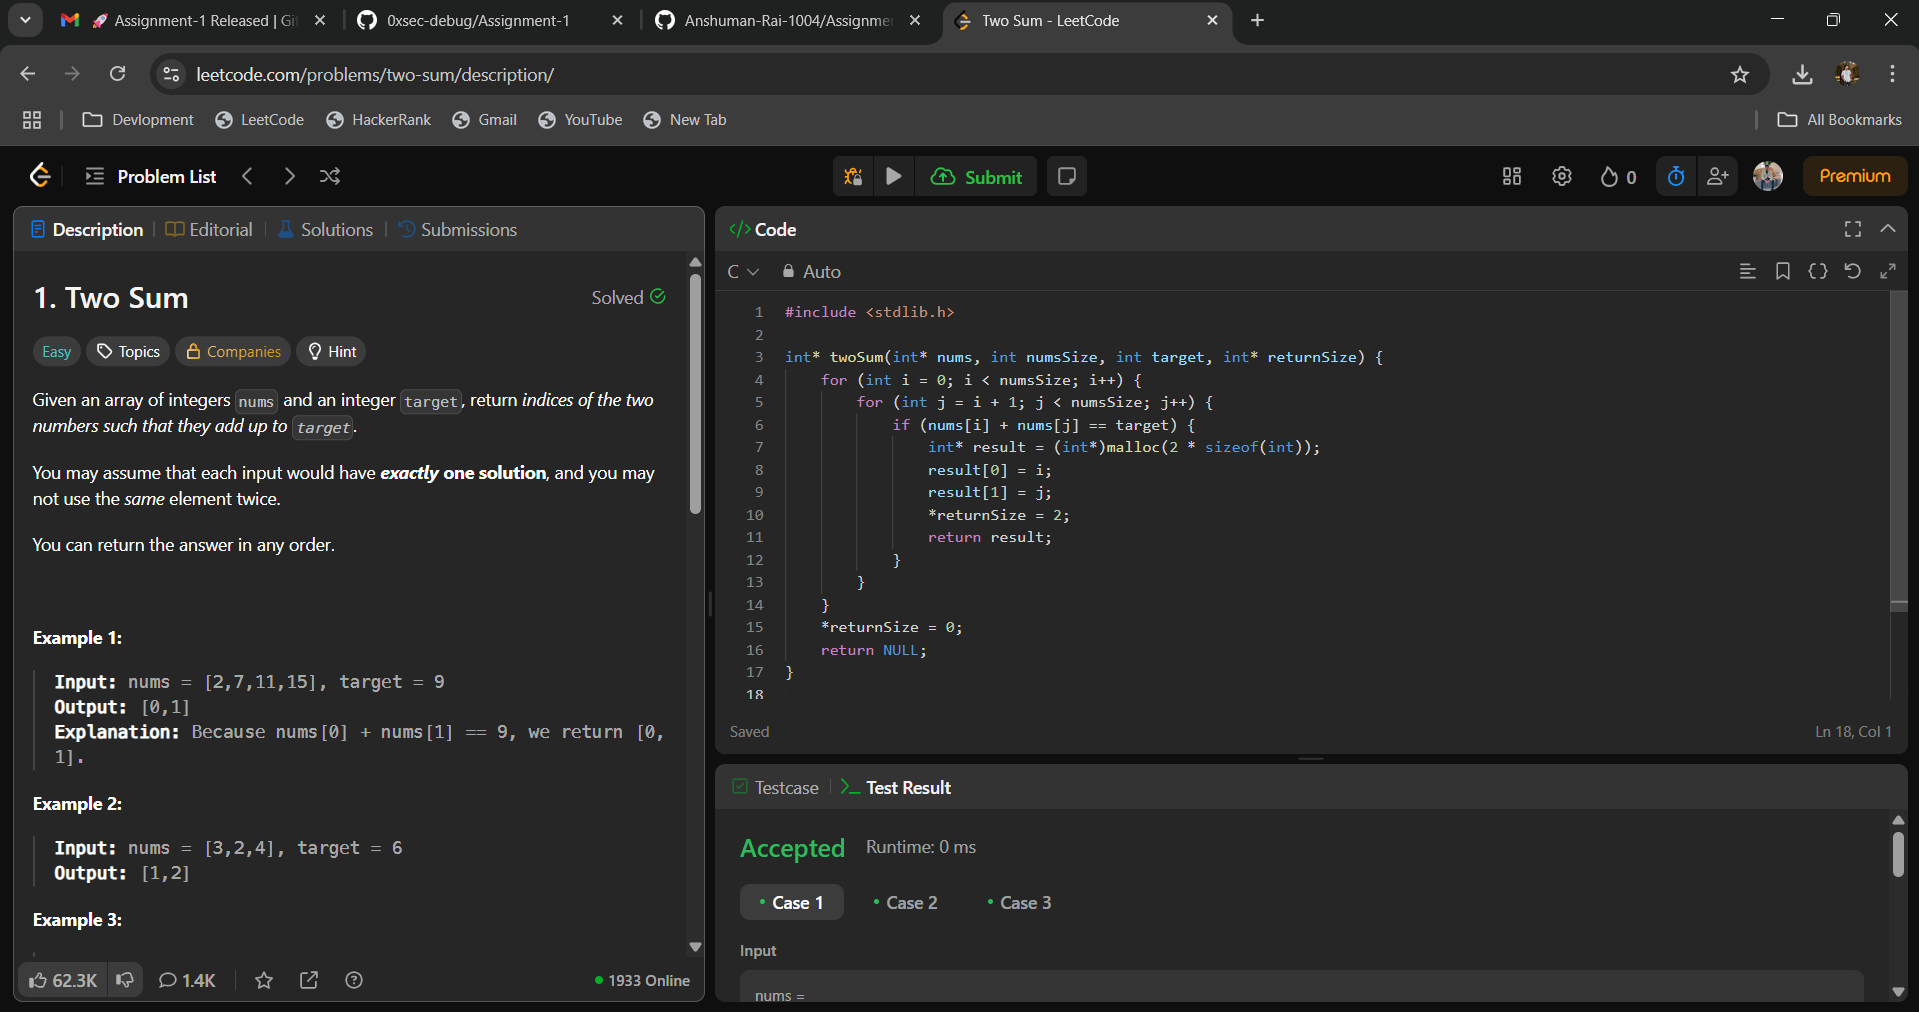 🚀 Assignment-1 Released | Git
0xsec-debug/Assignment-1
Anshuman-Rai-1004/Assignmen
Two Sum - LeetCode
leetcode.com/problems/two-sum/description/
Devlopment
LeetCode
HackerRank
Gmail
YouTube
New Tab
All Bookmarks
Problem List
Submit
0
Premium
Description
Editorial
Solutions
Submissions
1. Two Sum
Solved
Easy
Topics
Companies
Hint
Given an array of integers nums and an integer target, return indices of the two
numbers such that they add up to target.
You may assume that each input would have exactly one solution, and you may
not use the same element twice.
You can return the answer in any order.
Example 1:
Input: nums = [2,7,11,15], target = 9
Output: [0,1]
Explanation: Because nums[0] + nums[1] == 9, we return [0,
1].
Example 2:
Input: nums = [3,2,4], target = 6
Output: [1,2]
Example 3:
62.3K
1.4K
1933 Online
</> Code
C
Auto
1 #include <stdlib.h>
2
3 int* twoSum(int* nums, int numsSize, int target, int* returnSize) {
4 for (int i = 0; i < numsSize; i++) {
5 for (int j = i + 1; j < numsSize; j++) {
6 if (nums[i] + nums[j] == target) {
7 int* result = (int*)malloc(2 * sizeof(int));
8 result[0] = i;
9 result[1] = j;
10 *returnSize = 2;
11 return result;
12 }
13 }
14 }
15 *returnSize = 0;
16 return NULL;
17 }
18
Saved
Ln 18, Col 1
Testcase
Test Result
Accepted
Runtime: 0 ms
Case 1
Case 2
Case 3
Input
nums =